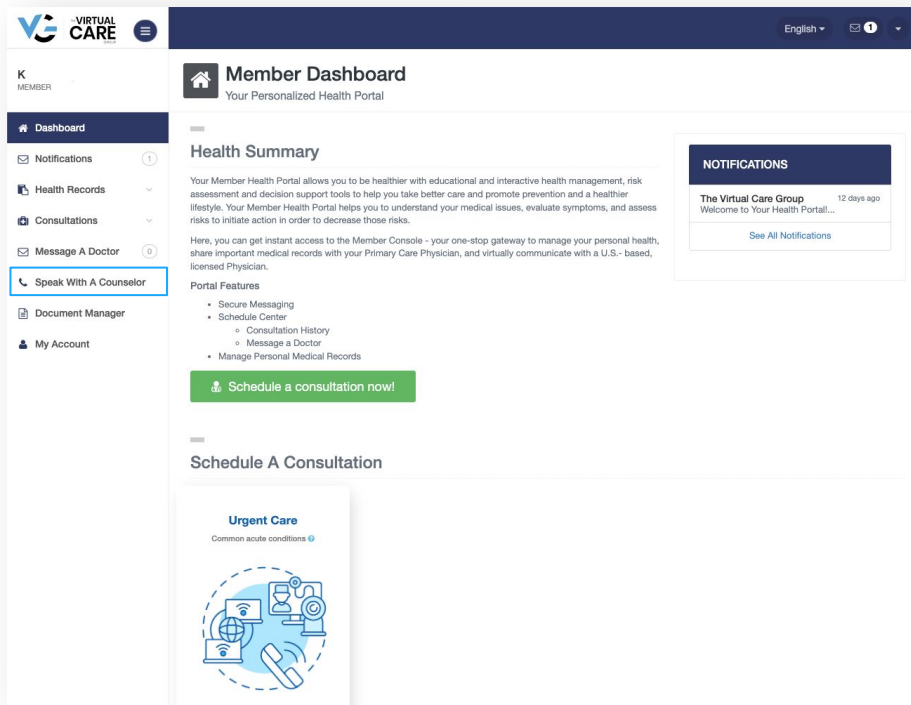 THE VIRTUAL
CARE
GROUP
English
1
K
MEMBER
Member Dashboard
Your Personalized Health Portal
Dashboard
Notifications 1
Health Records
Consultations
Message A Doctor 0
Speak With A Counselor
Document Manager
My Account
Health Summary
Your Member Health Portal allows you to be healthier with educational and interactive health management, risk
assessment and decision support tools to help you take better care and promote prevention and a healthier
lifestyle. Your Member Health Portal helps you to understand your medical issues, evaluate symptoms, and assess
risks to initiate action in order to decrease those risks.
Here, you can get instant access to the Member Console - your one-stop gateway to manage your personal health,
share important medical records with your Primary Care Physician, and virtually communicate with a U.S.- based,
licensed Physician.
Portal Features
• Secure Messaging
• Schedule Center
Consultation History
Message a Doctor
• Manage Personal Medical Records
Schedule a consultation now!
NOTIFICATIONS
The Virtual Care Group 12 days ago
Welcome to Your Health Portal!...
See All Notifications
Schedule A Consultation
Urgent Care
Common acute conditions ?